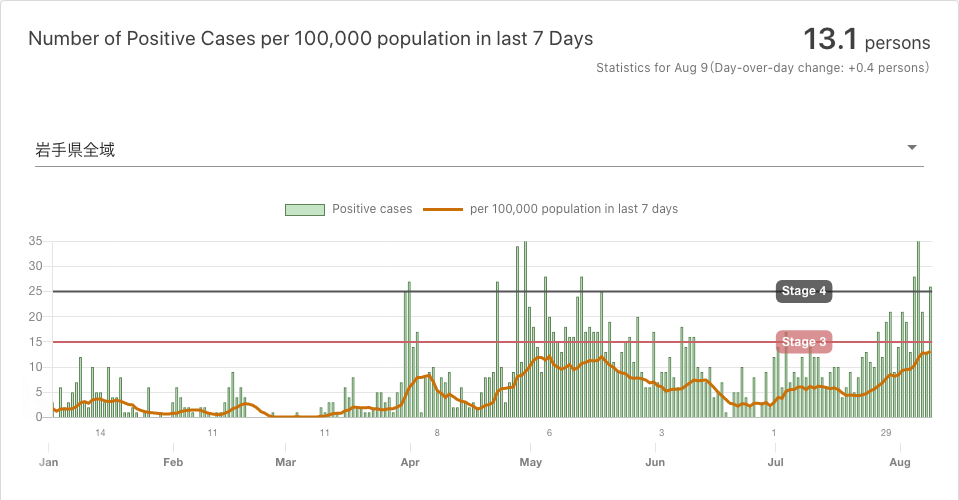 Number of Positive Cases per 100,000 population in last 7 Days
13.1 persons
Statistics for Aug 9 (Day-over-day change: +0.4 persons)
岩手県全域
Positive cases
per 100,000 population in last 7 days
35
30
25
20
15
10
5
0
Stage 4
Stage 3
14 11 11 8 6 3 1 29
Jan Feb Mar Apr May Jun Jul Aug